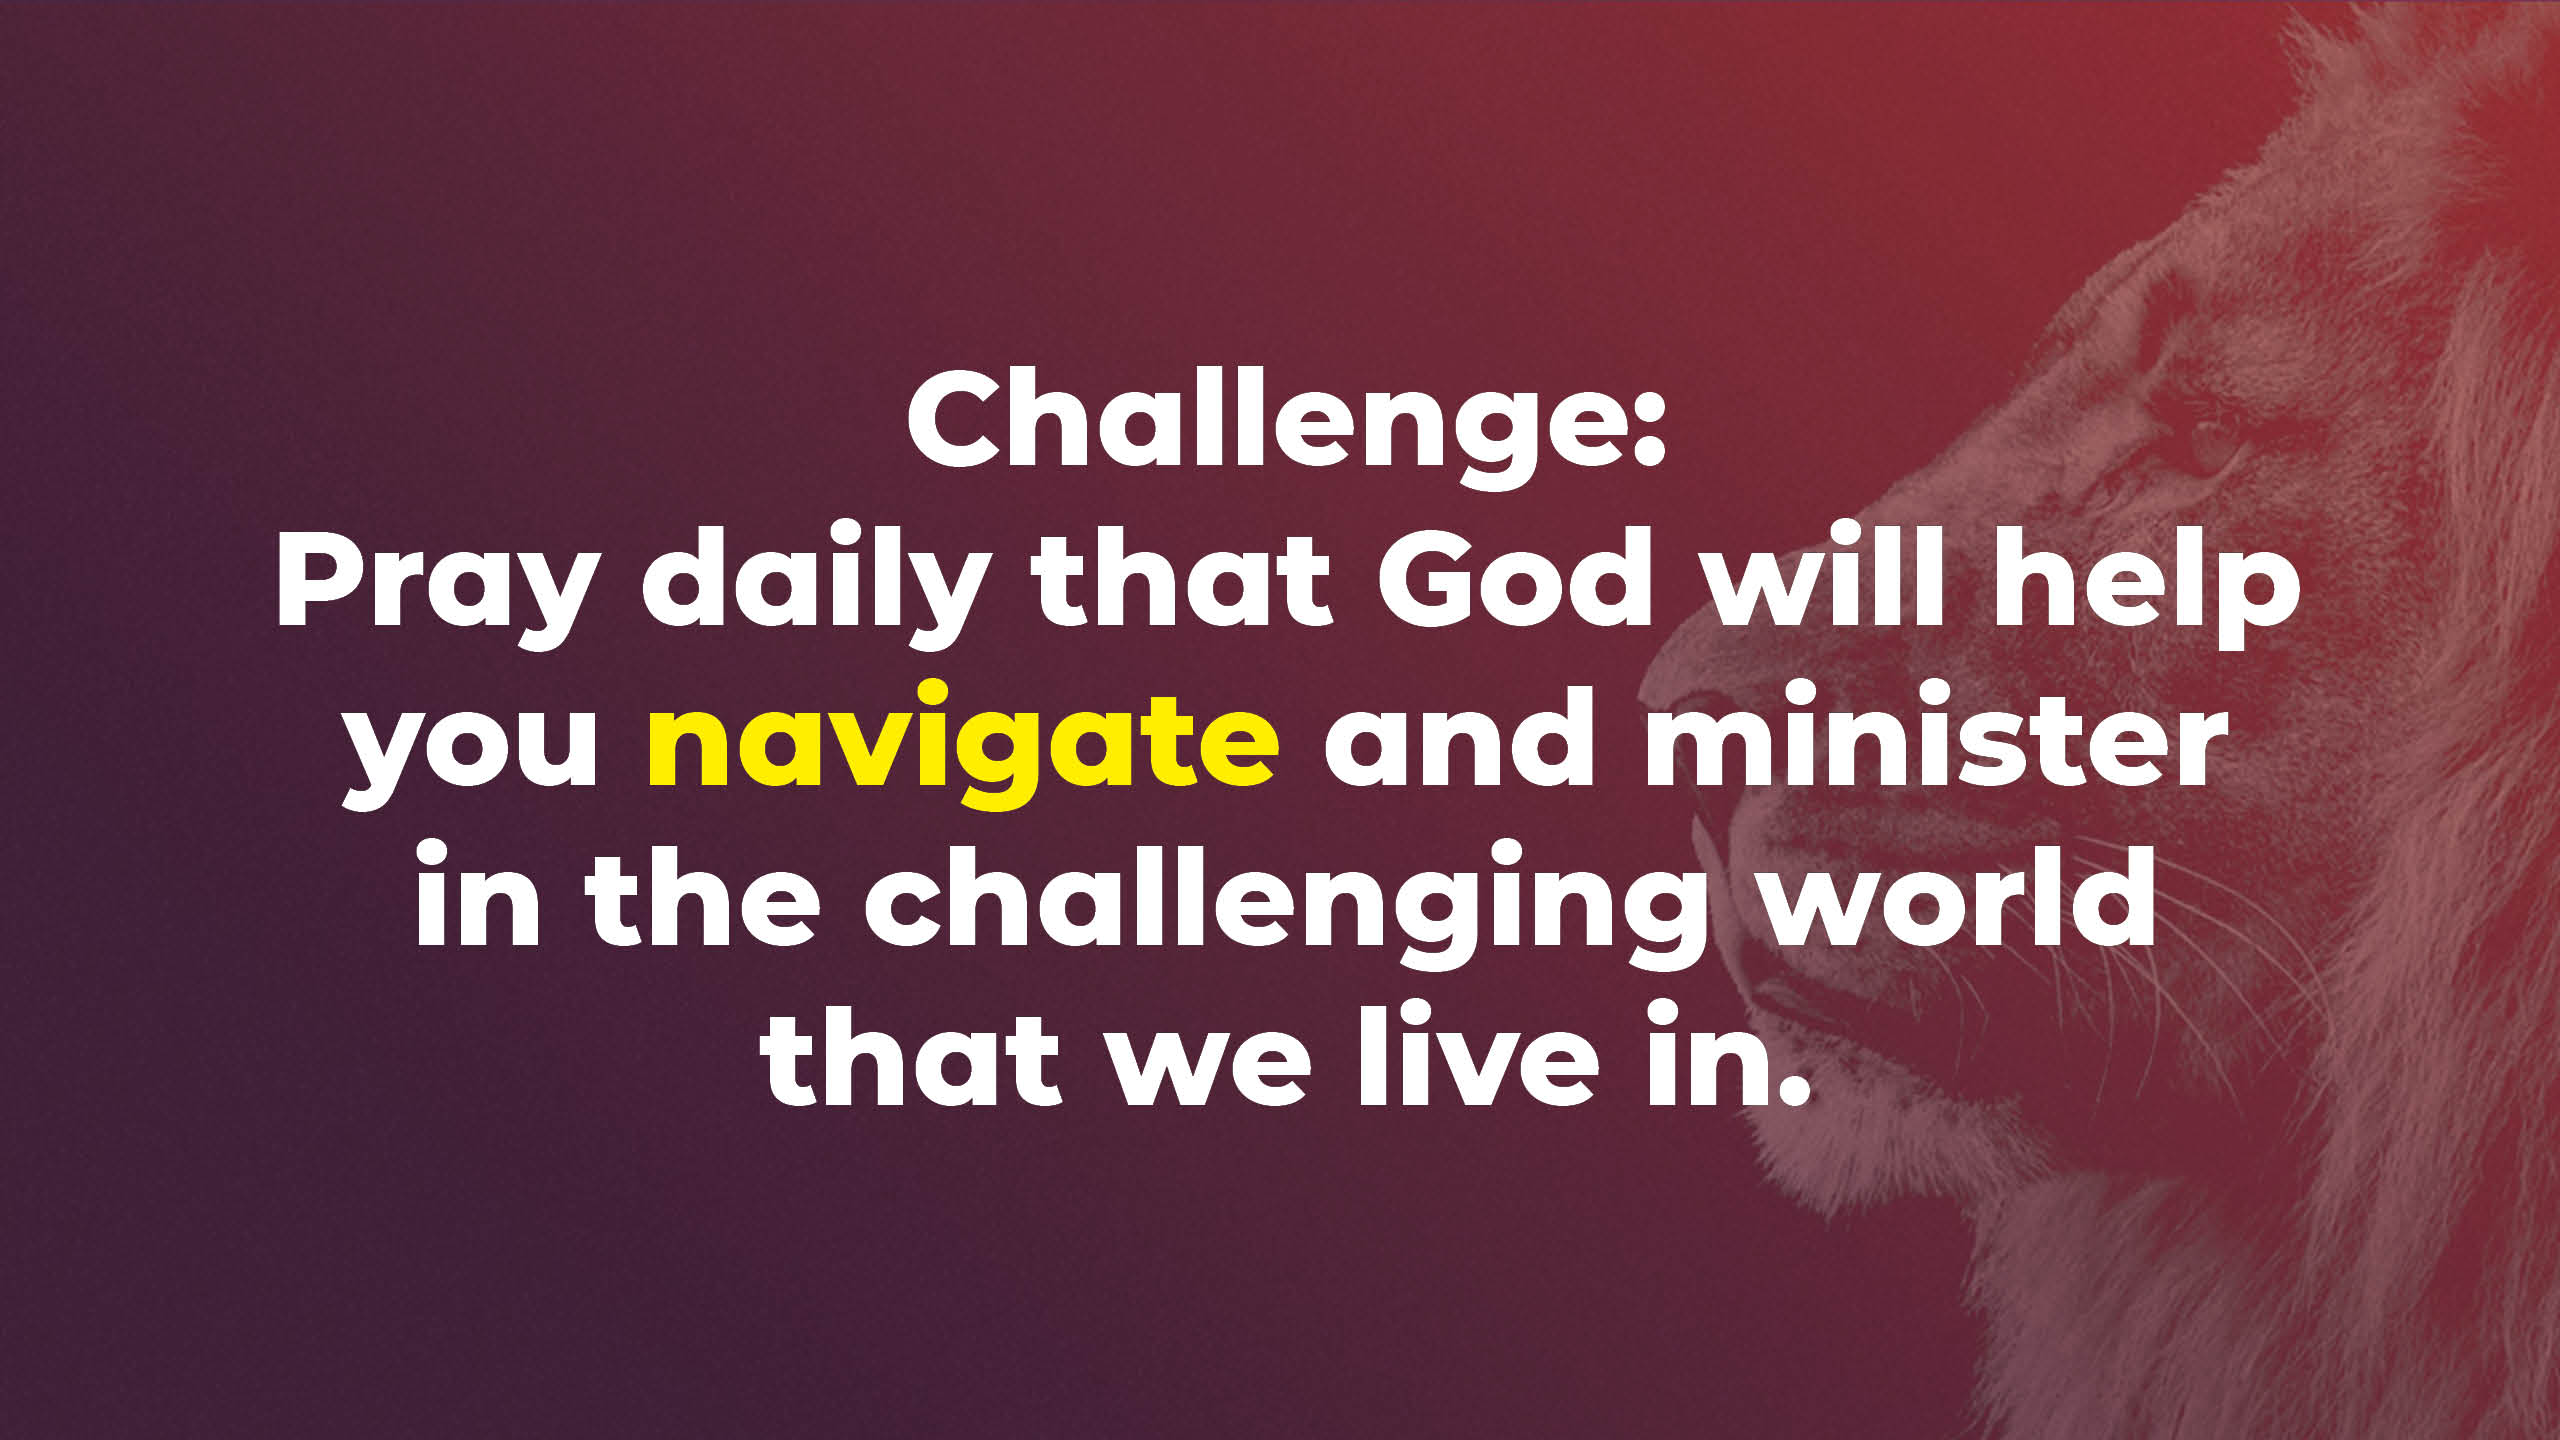 Challenge:
Pray daily that God will help
you navigate and minister
in the challenging world
that we live in.